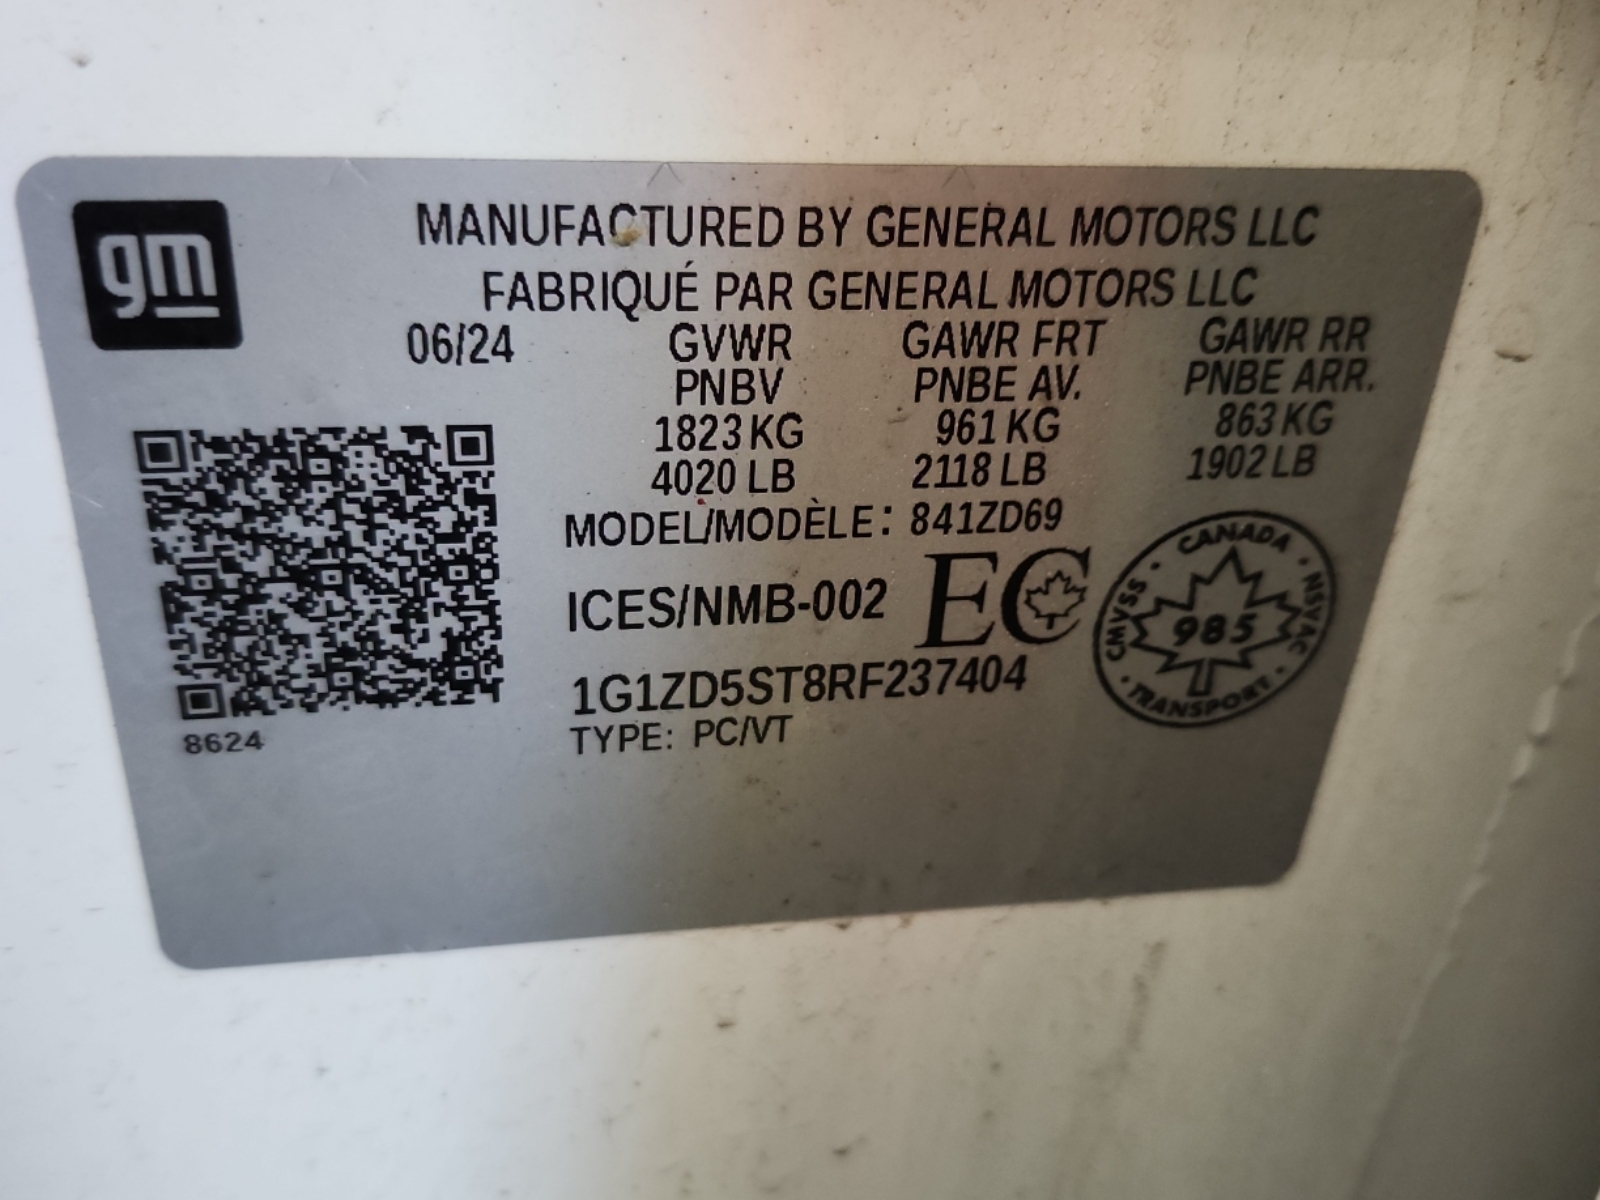 gm
MANUFACTURED BY GENERAL MOTORS LLC
FABRIQUÉ PAR GENERAL MOTORS LLC
06/24 GVWR GAWR FRT GAWR RR
PNBV PNBE AV. PNBE ARR.
1823 KG 961 KG 863 KG
4020 LB 2118 LB 1902 LB
MODEL/MODÈLE: 841ZD69
ICES/NMB-002 EC
CANADA · NSVAC · TRANSPORT · CMVSS ·
985
1G1ZD5ST8RF237404
TYPE: PC/VT
8624